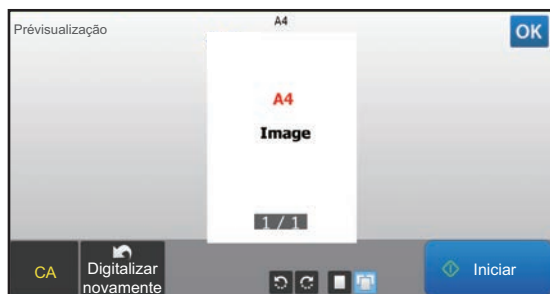 Prévisualização
A4
OK
A4
Image
1 / 1
CA
Digitalizar
novamente
Iniciar